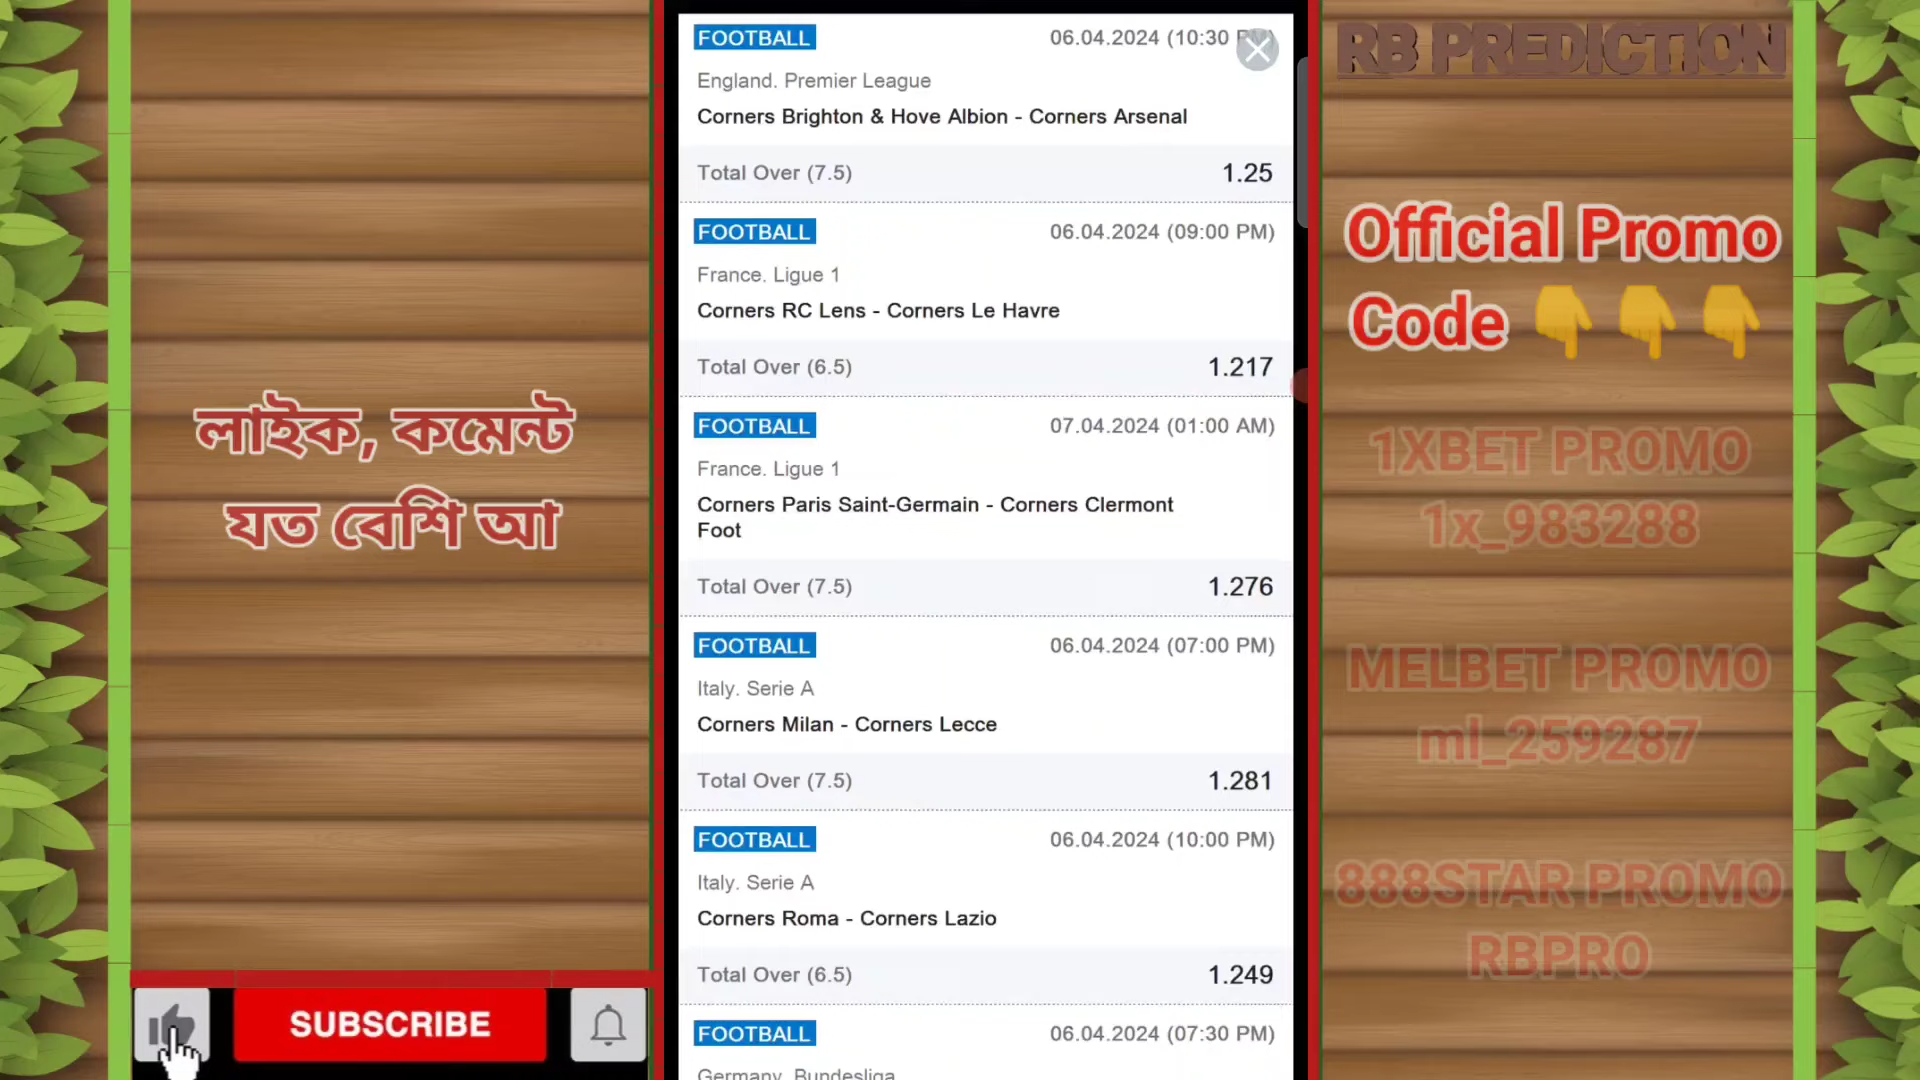 লাইক, কমেন্ট
যত বেশি আ
SUBSCRIBE
FOOTBALL
06.04.2024 (10:30
England. Premier League
Corners Brighton & Hove Albion - Corners Arsenal
Total Over (7.5)
1.25
FOOTBALL
06.04.2024 (09:00 PM)
France. Ligue 1
Corners RC Lens - Corners Le Havre
Total Over (6.5)
1.217
FOOTBALL
07.04.2024 (01:00 AM)
France. Ligue 1
Corners Paris Saint-Germain - Corners Clermont
Foot
Total Over (7.5)
1.276
FOOTBALL
06.04.2024 (07:00 PM)
Italy. Serie A
Corners Milan - Corners Lecce
Total Over (7.5)
1.281
FOOTBALL
06.04.2024 (10:00 PM)
Italy. Serie A
Corners Roma - Corners Lazio
Total Over (6.5)
1.249
FOOTBALL
06.04.2024 (07:30 PM)
Germany. Bundesliga
RB PREDICTION
Official Promo
Code 👇👇👇
1XBET PROMO
1x_983288
MELBET PROMO
ml_259287
888STAR PROMO
RBPRO